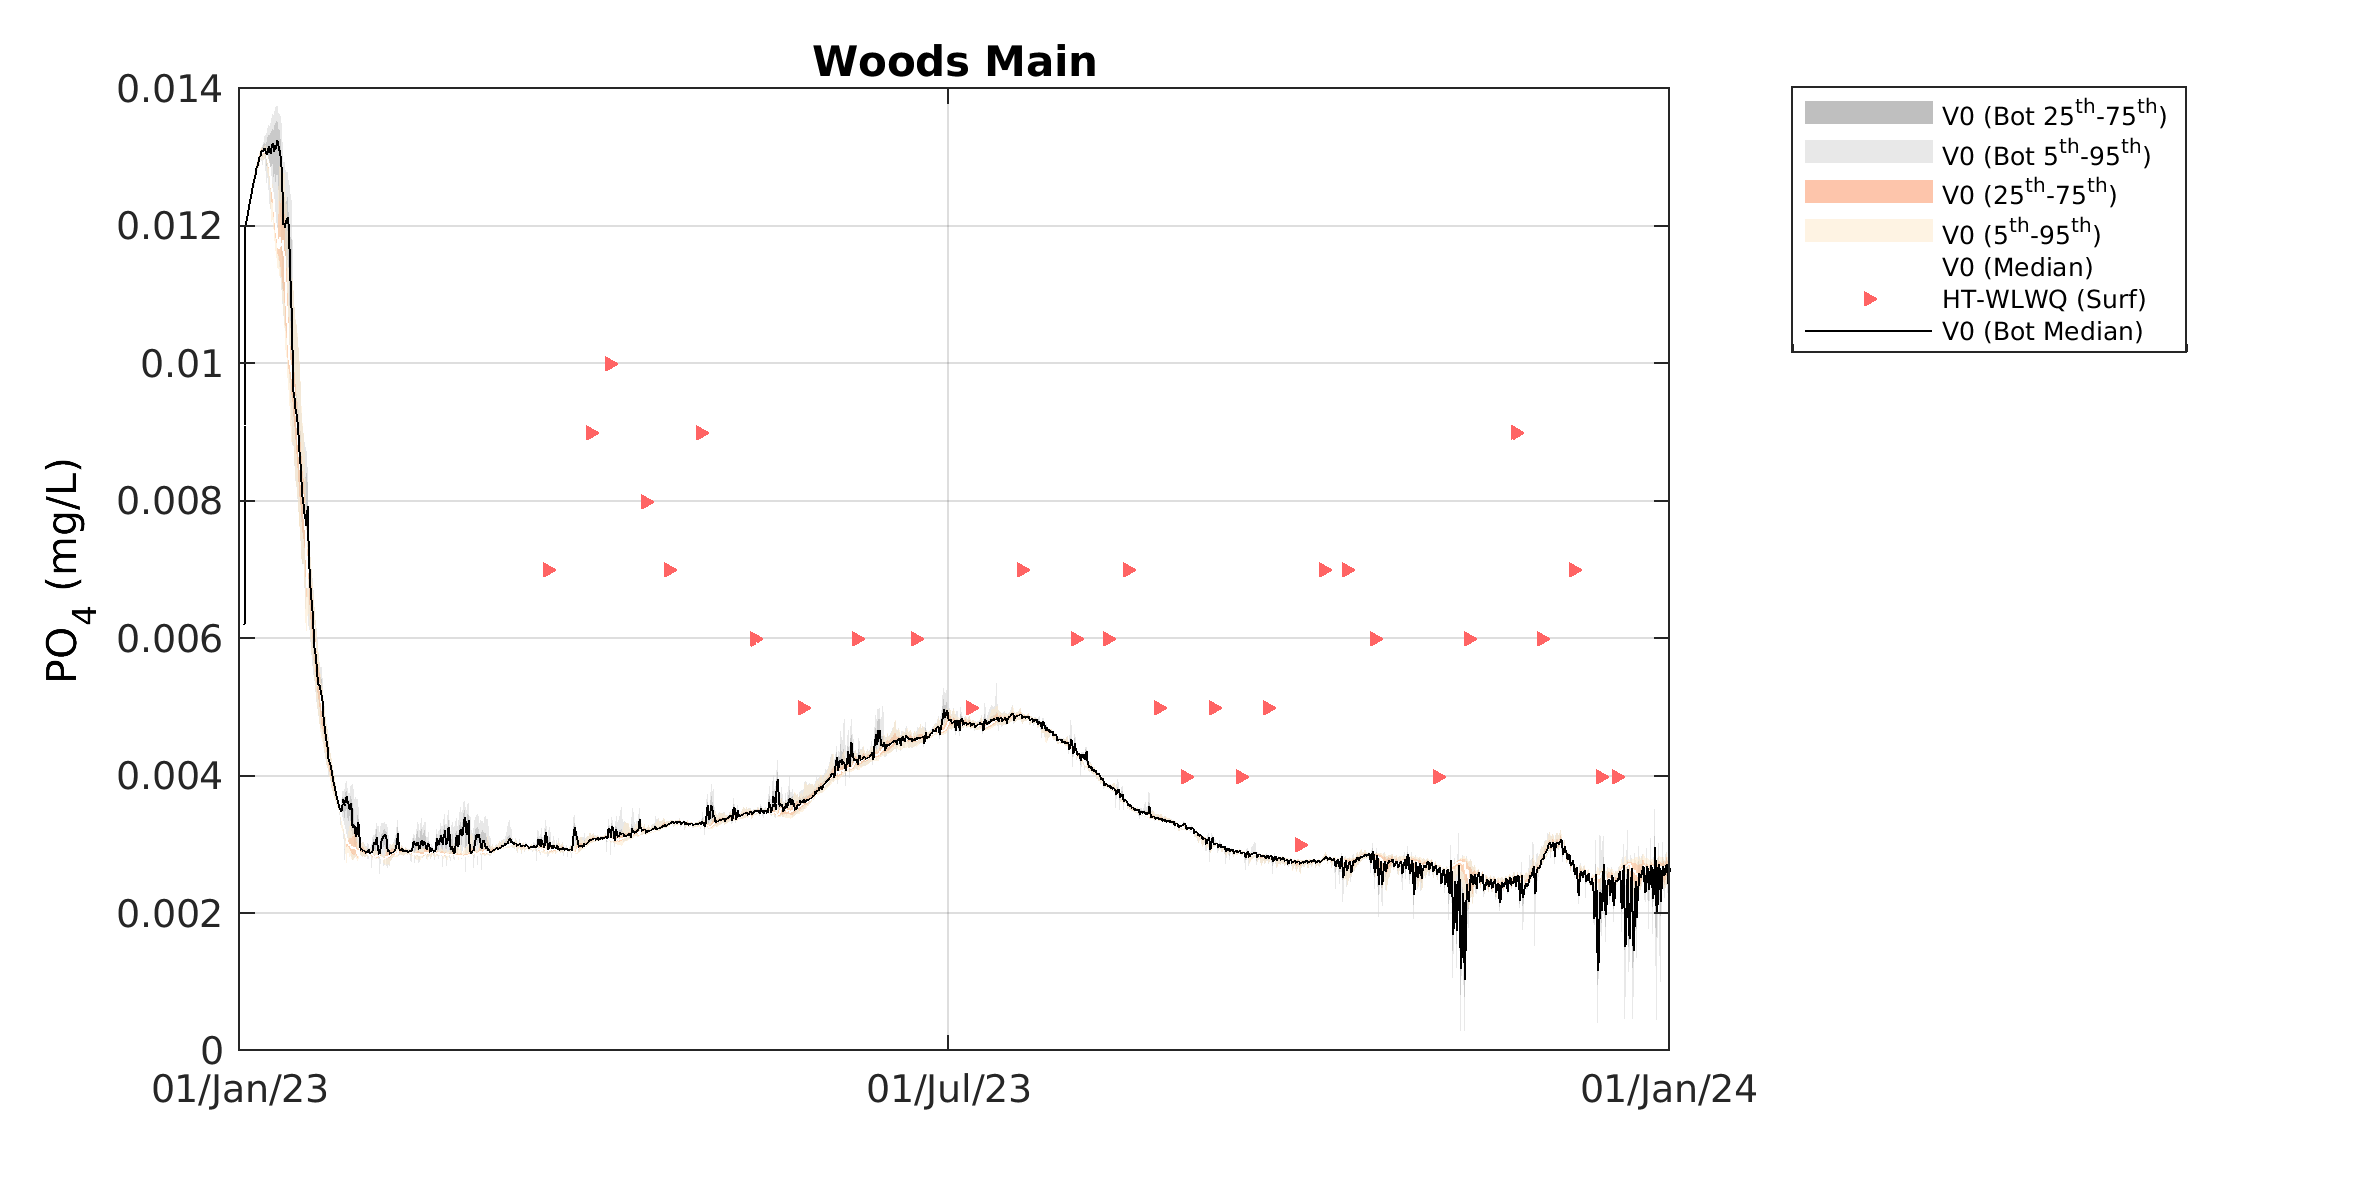 Woods Main
0.014
0.012
0.01
0.008
0.006
0.004
0.002
0
PO4 (mg/L)
01/Jan/23
01/Jul/23
01/Jan/24
V0 (Bot 25th-75th)
V0 (Bot 5th-95th)
V0 (25th-75th)
V0 (5th-95th)
V0 (Median)
HT-WLWQ (Surf)
V0 (Bot Median)